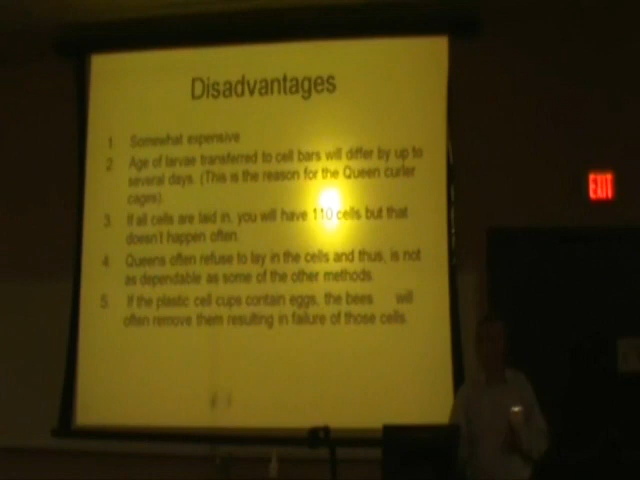 Disadvantages
1. Somewhat expensive
2. Age of larvae transferred to cell bars will differ by up to
several days. (This is the reason for the Queen curler
cages).
3. If all cells are laid in, you will have 110 cells but that
doesn't happen often.
4. Queens often refuse to lay in the cells and thus, is not
as dependable as some of the other methods.
5. If the plastic cell cups contain eggs, the bees will
often remove them resulting in failure of those cells.
EXIT